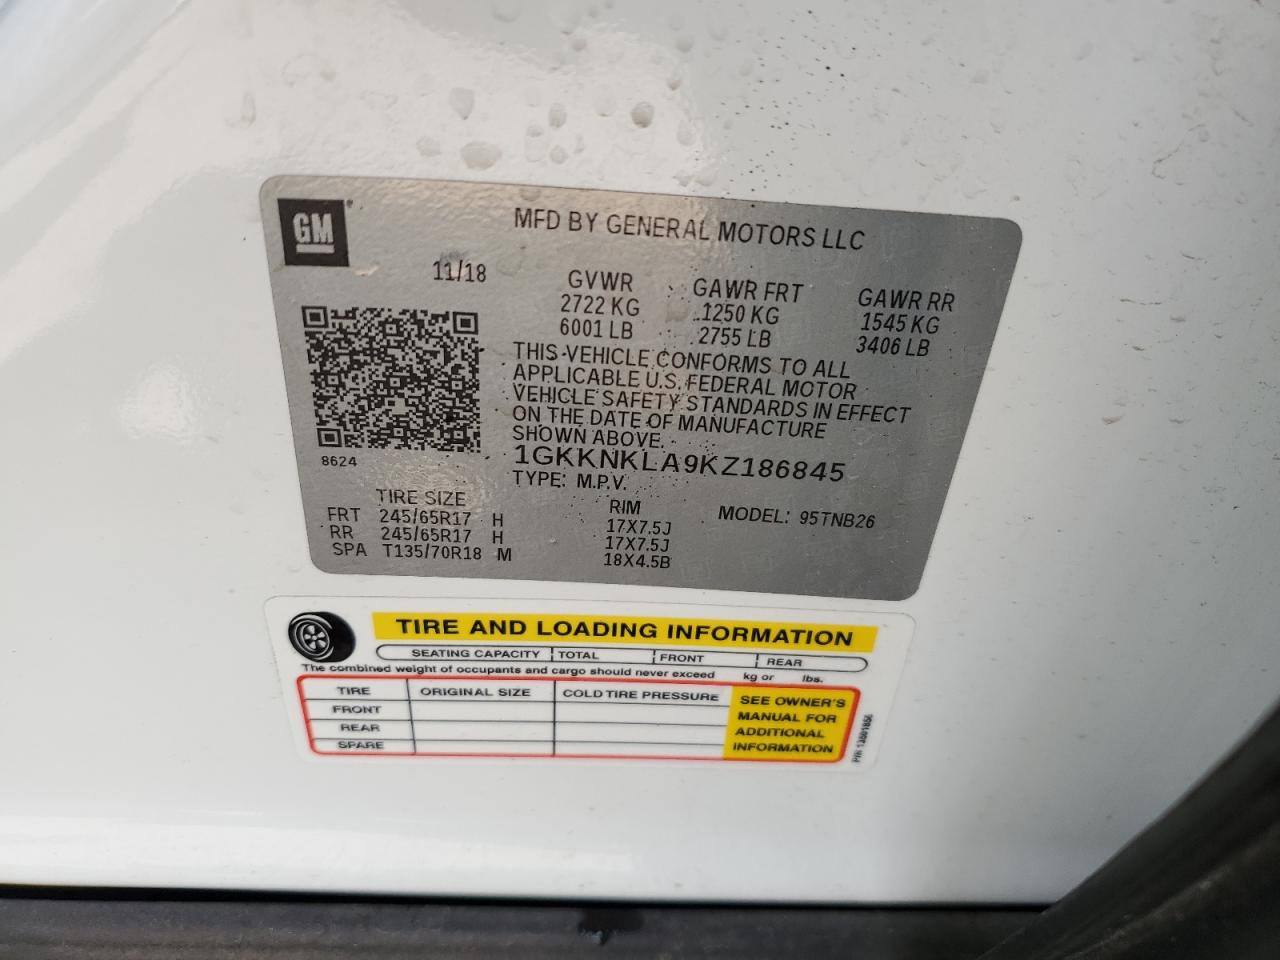 GM
MFD BY GENERAL MOTORS LLC
11/18
GVWR GAWR FRT GAWR RR
2722 KG 1250 KG 1545 KG
6001 LB 2755 LB 3406 LB
THIS VEHICLE CONFORMS TO ALL
APPLICABLE U.S. FEDERAL MOTOR
VEHICLE SAFETY STANDARDS IN EFFECT
ON THE DATE OF MANUFACTURE
SHOWN ABOVE.
8624
1GKKNKLA9KZ186845
TYPE: M.P.V.
TIRE SIZE RIM MODEL: 95TNB26
FRT 245/65R17 H 17X7.5J
RR 245/65R17 H 17X7.5J
SPA T135/70R18 M 18X4.5B
TIRE AND LOADING INFORMATION
SEATING CAPACITY TOTAL FRONT REAR
The combined weight of occupants and cargo should never exceed kg or lbs.
TIRE ORIGINAL SIZE COLD TIRE PRESSURE
FRONT
REAR
SPARE
SEE OWNER'S
MANUAL FOR
ADDITIONAL
INFORMATION